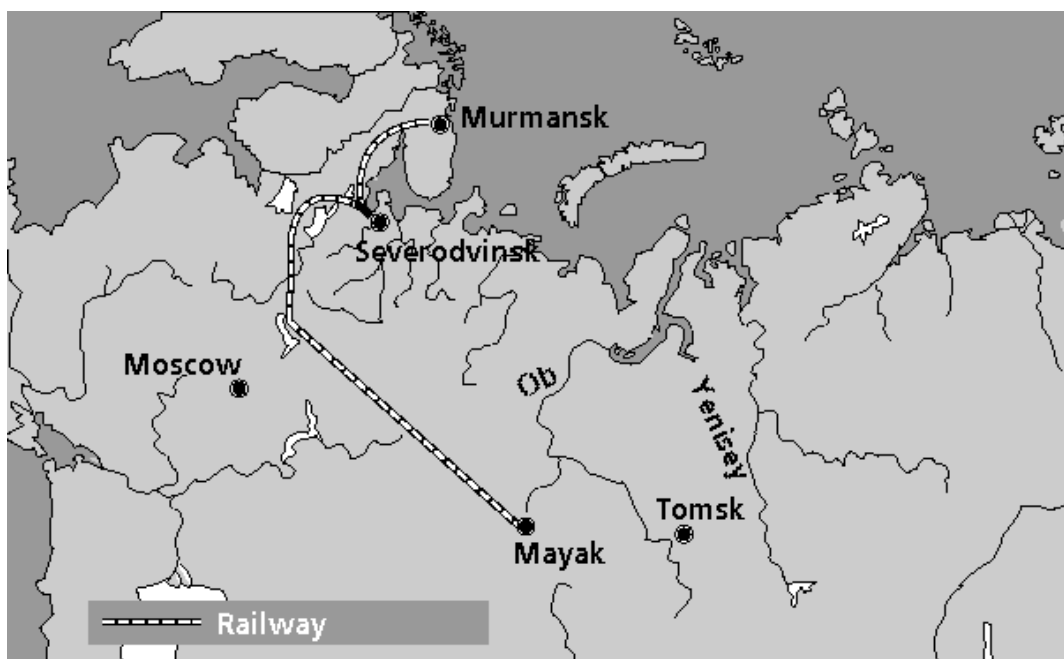 Murmansk
Severodvinsk
Moscow
Ob
Yenisey
Tomsk
Mayak
Railway